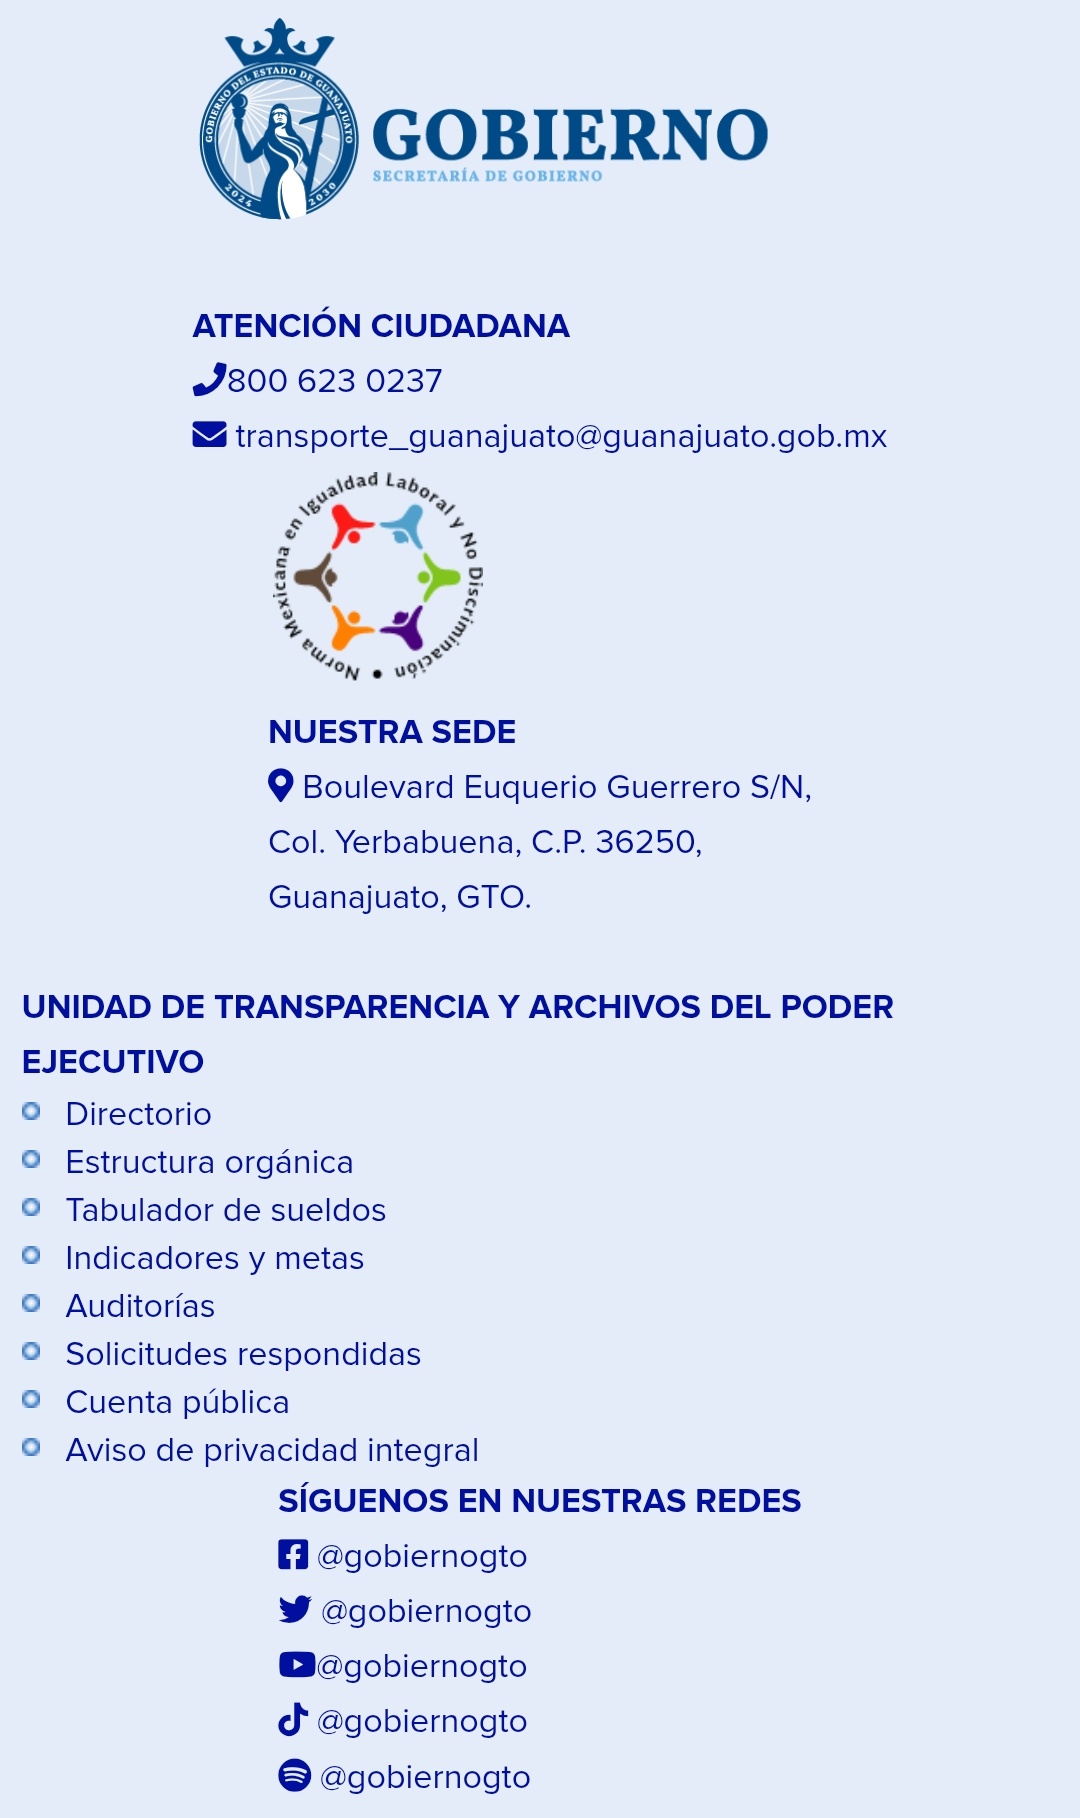 GOBIERNO DEL ESTADO DE GUANAJUATO
2024 2030
GOBIERNO
SECRETARÍA DE GOBIERNO
ATENCIÓN CIUDADANA
800 623 0237
transporte_guanajuato@guanajuato.gob.mx
Norma Mexicana en Igualdad Laboral y No Discriminación •
NUESTRA SEDE
Boulevard Euquerio Guerrero S/N,
Col. Yerbabuena, C.P. 36250,
Guanajuato, GTO.
UNIDAD DE TRANSPARENCIA Y ARCHIVOS DEL PODER
EJECUTIVO
Directorio
Estructura orgánica
Tabulador de sueldos
Indicadores y metas
Auditorías
Solicitudes respondidas
Cuenta pública
Aviso de privacidad integral
SÍGUENOS EN NUESTRAS REDES
@gobiernogto
@gobiernogto
@gobiernogto
@gobiernogto
@gobiernogto